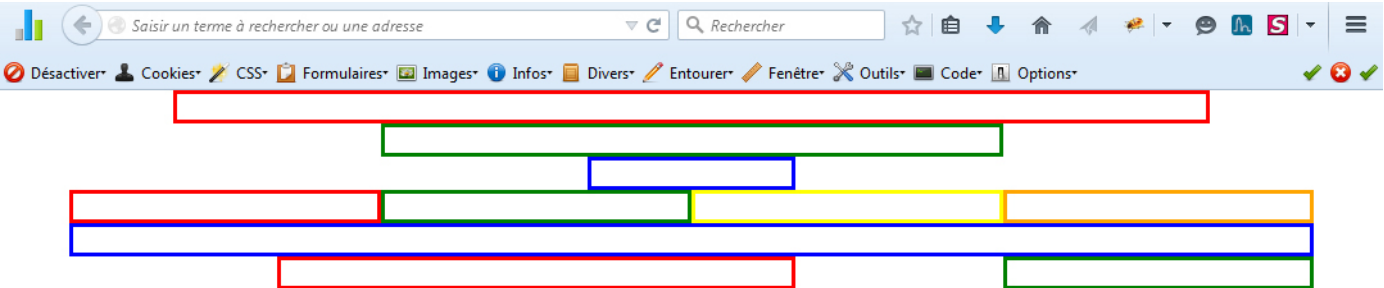 Saisir un terme à rechercher ou une adresse Rechercher S
Désactiver Cookies CSS Formulaires Images Infos Divers Entourer Fenêtre Outils Code Options